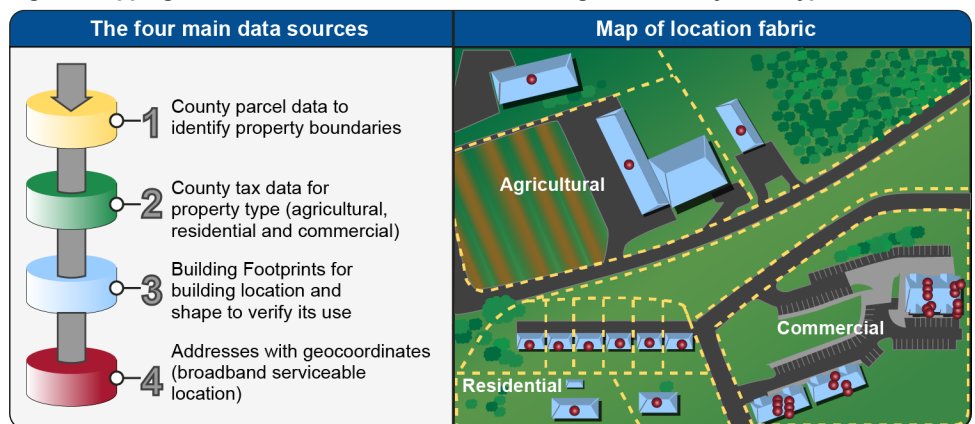 The four main data sources
Map of location fabric
1
County parcel data to
identify property boundaries
2
County tax data for
property type (agricultural,
residential and commercial)
3
Building Footprints for
building location and
shape to verify its use
4
Addresses with geocoordinates
(broadband serviceable
location)
Agricultural
Commercial
Residential